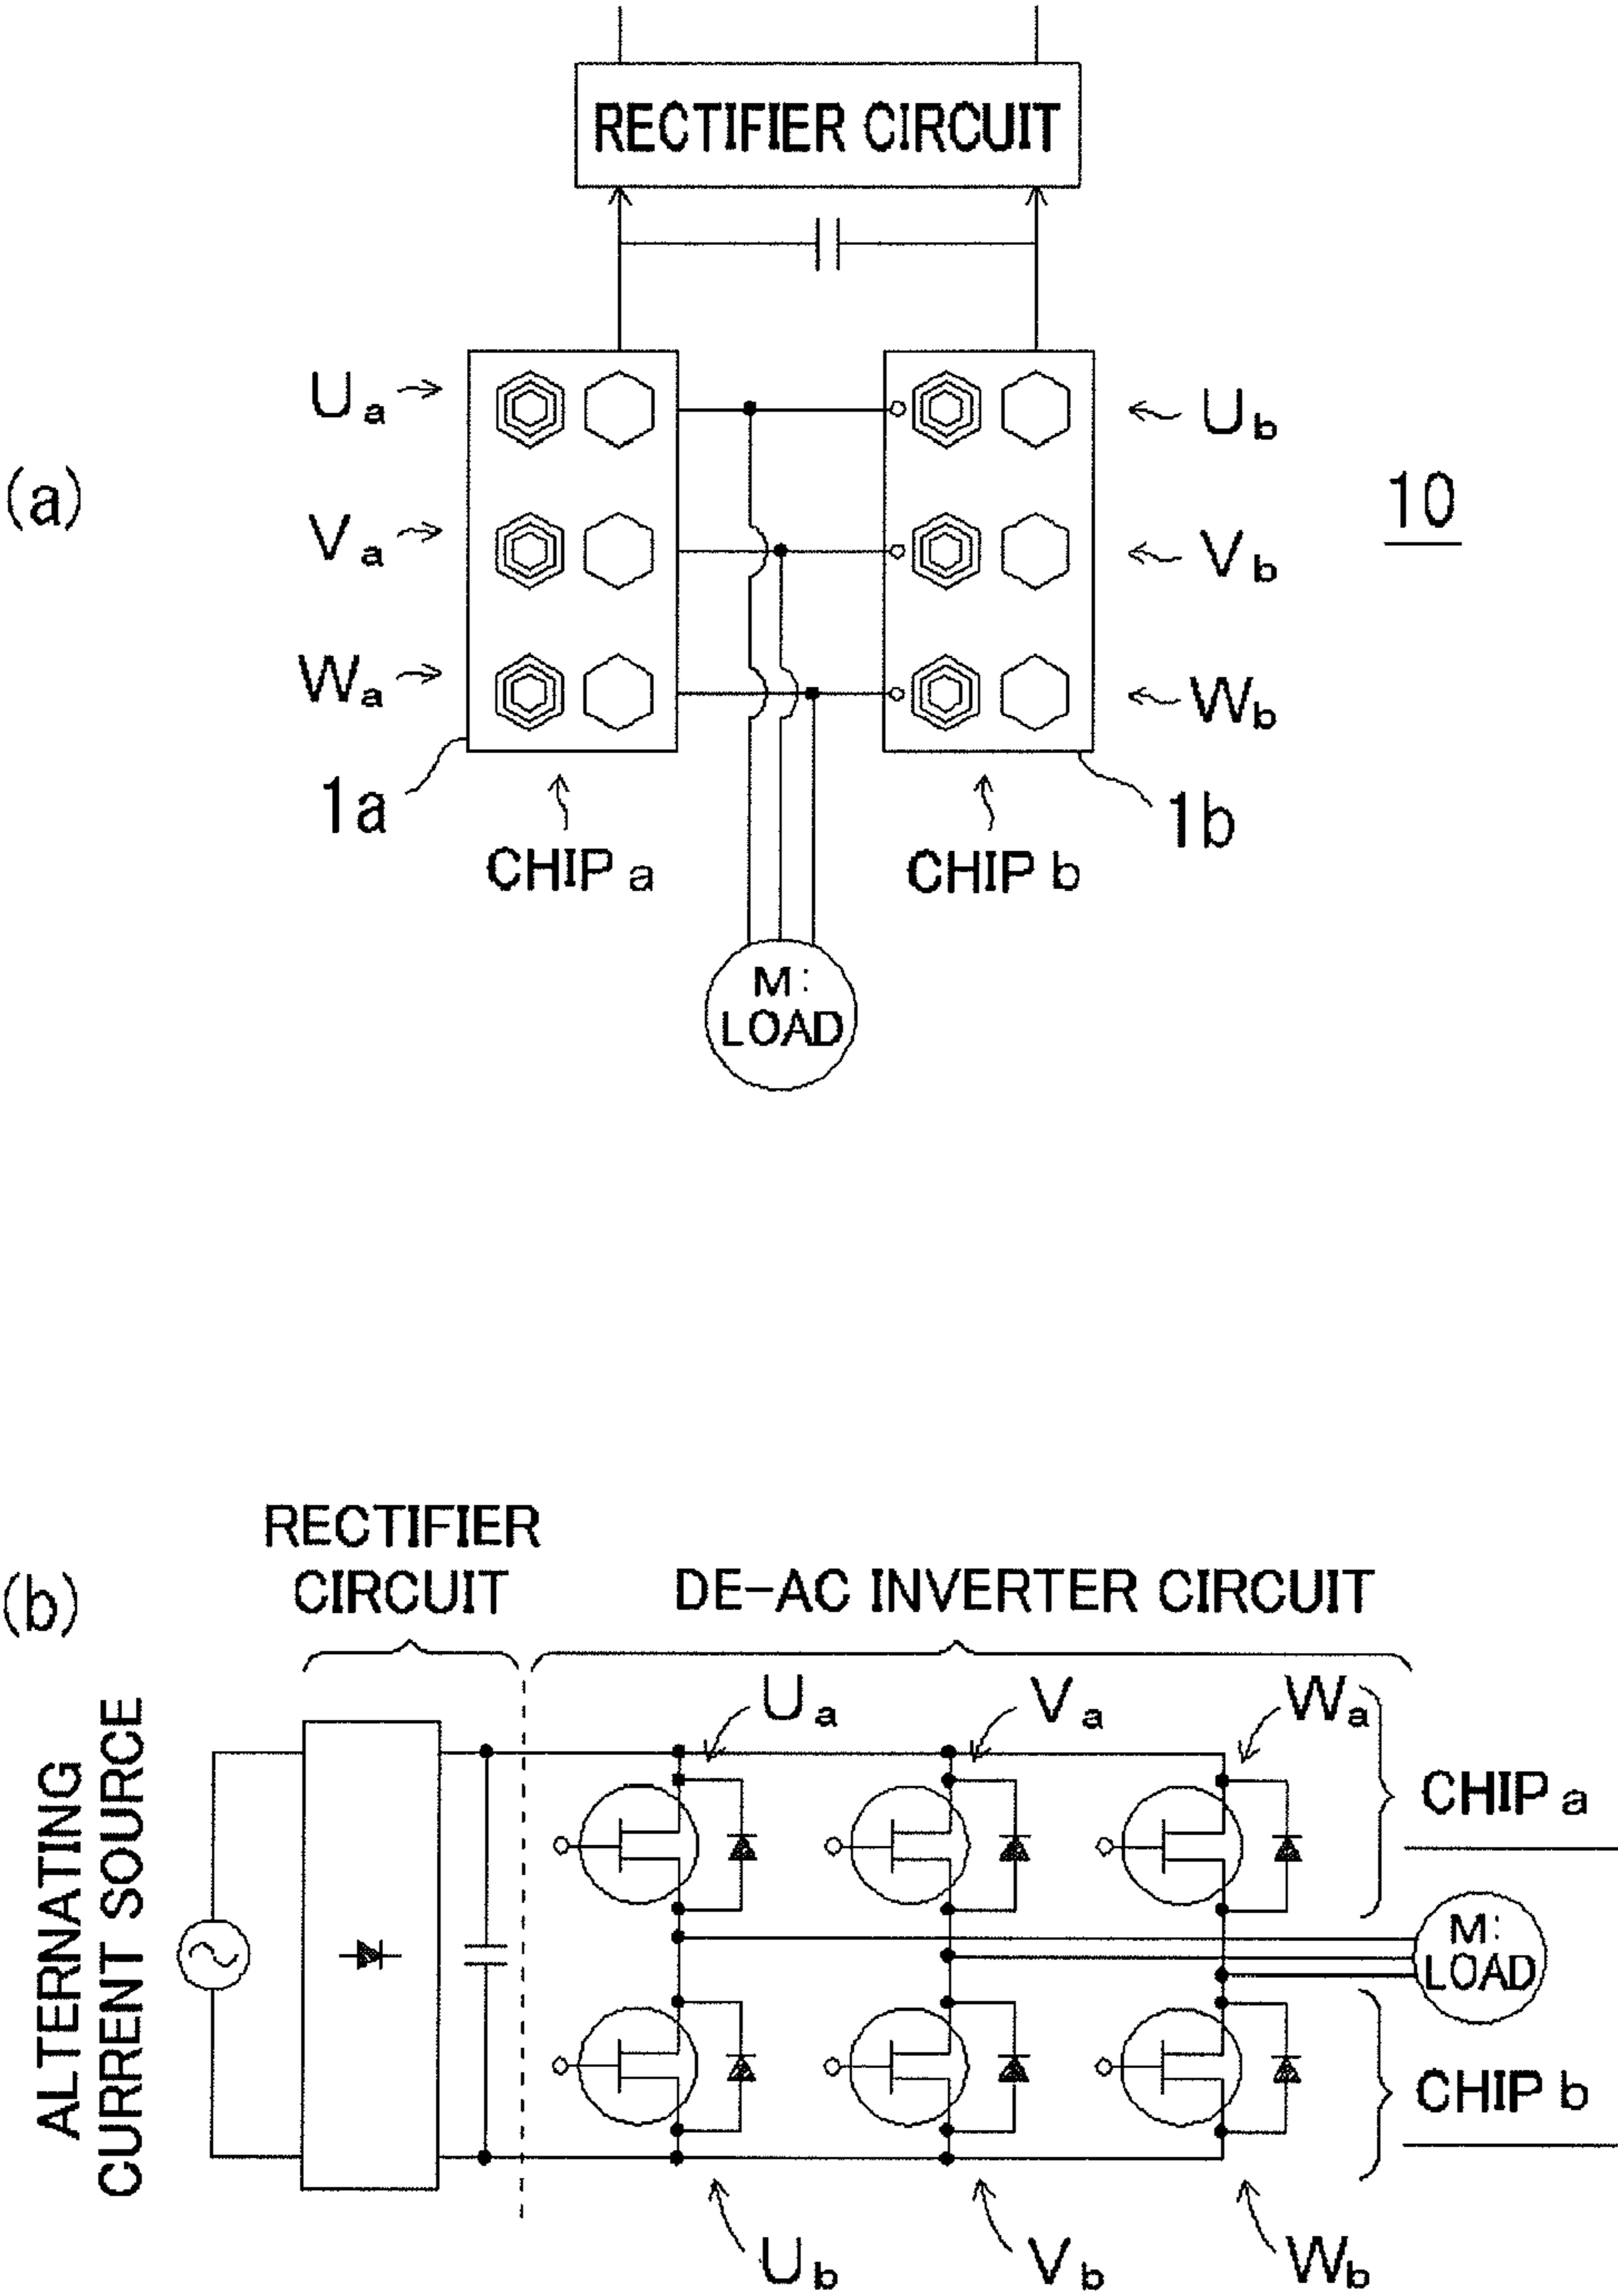 (a)
RECTIFIER CIRCUIT
Ua
Ub
Va
Vb
10
Wa
Wb
1a
1b
CHIP a
CHIP b
M:
LOAD
(b)
RECTIFIER
CIRCUIT
DE-AC INVERTER CIRCUIT
ALTERNATING
CURRENT SOURCE
Ua
Va
Wa
CHIP a
M:
LOAD
CHIP b
Ub
Vb
Wb